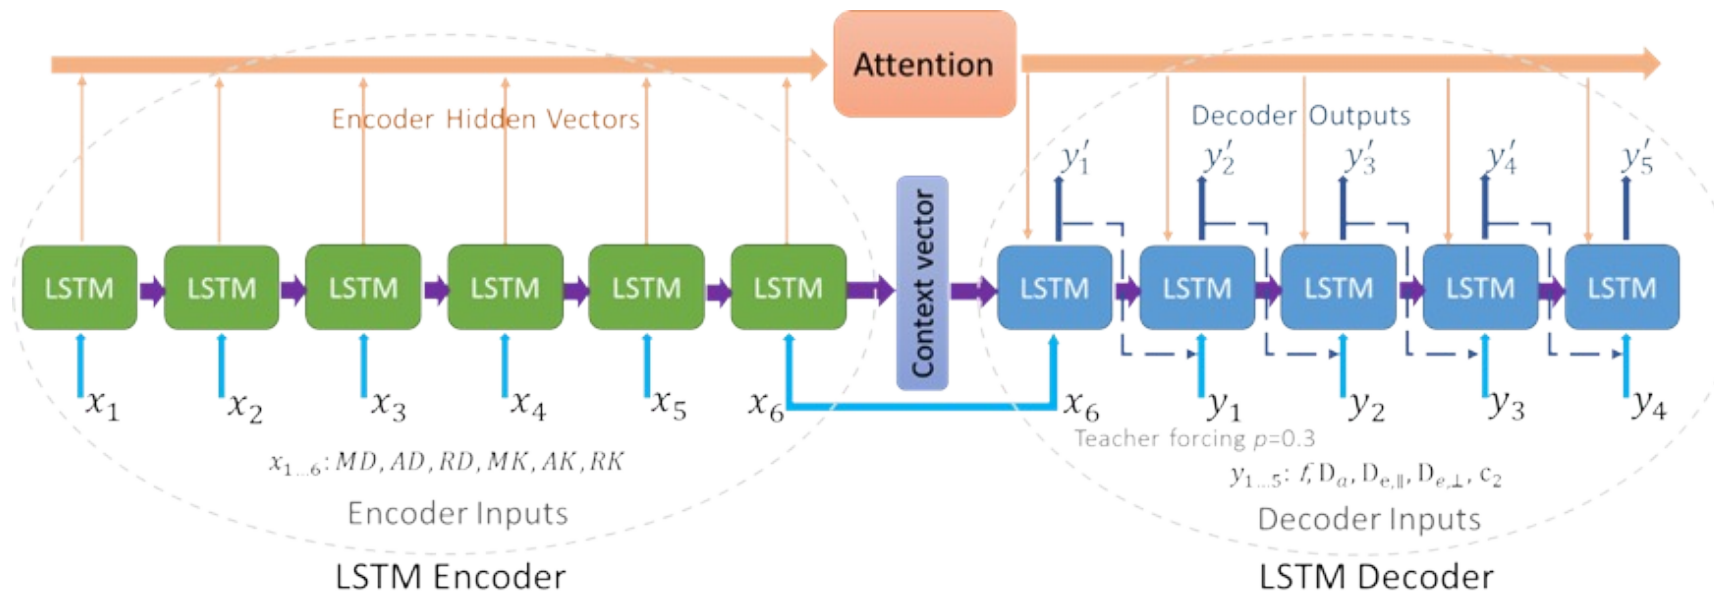 Attention
Encoder Hidden Vectors
Decoder Outputs
y′₁ y′₂ y′₃ y′₄ y′₅
LSTM LSTM LSTM LSTM LSTM LSTM
Context vector
LSTM LSTM LSTM LSTM LSTM
x₁ x₂ x₃ x₄ x₅ x₆
x₆ y₁ y₂ y₃ y₄
Teacher forcing p=0.3
x₁…₆: MD, AD, RD, MK, AK, RK
y₁…₅: f, Dₐ, Dₑ,∥, Dₑ,⊥, c₂
Encoder Inputs
Decoder Inputs
LSTM Encoder
LSTM Decoder